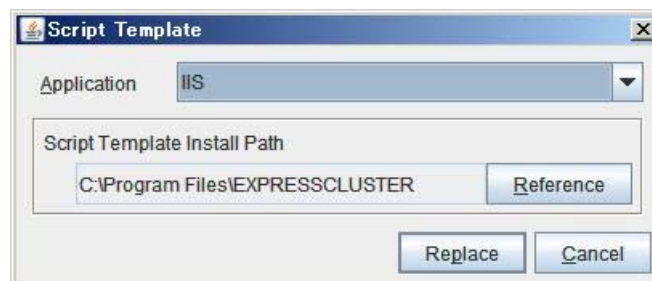 Script Template
Application IIS
Script Template Install Path
C:\Program Files\EXPRESSCLUSTER Reference
Replace Cancel